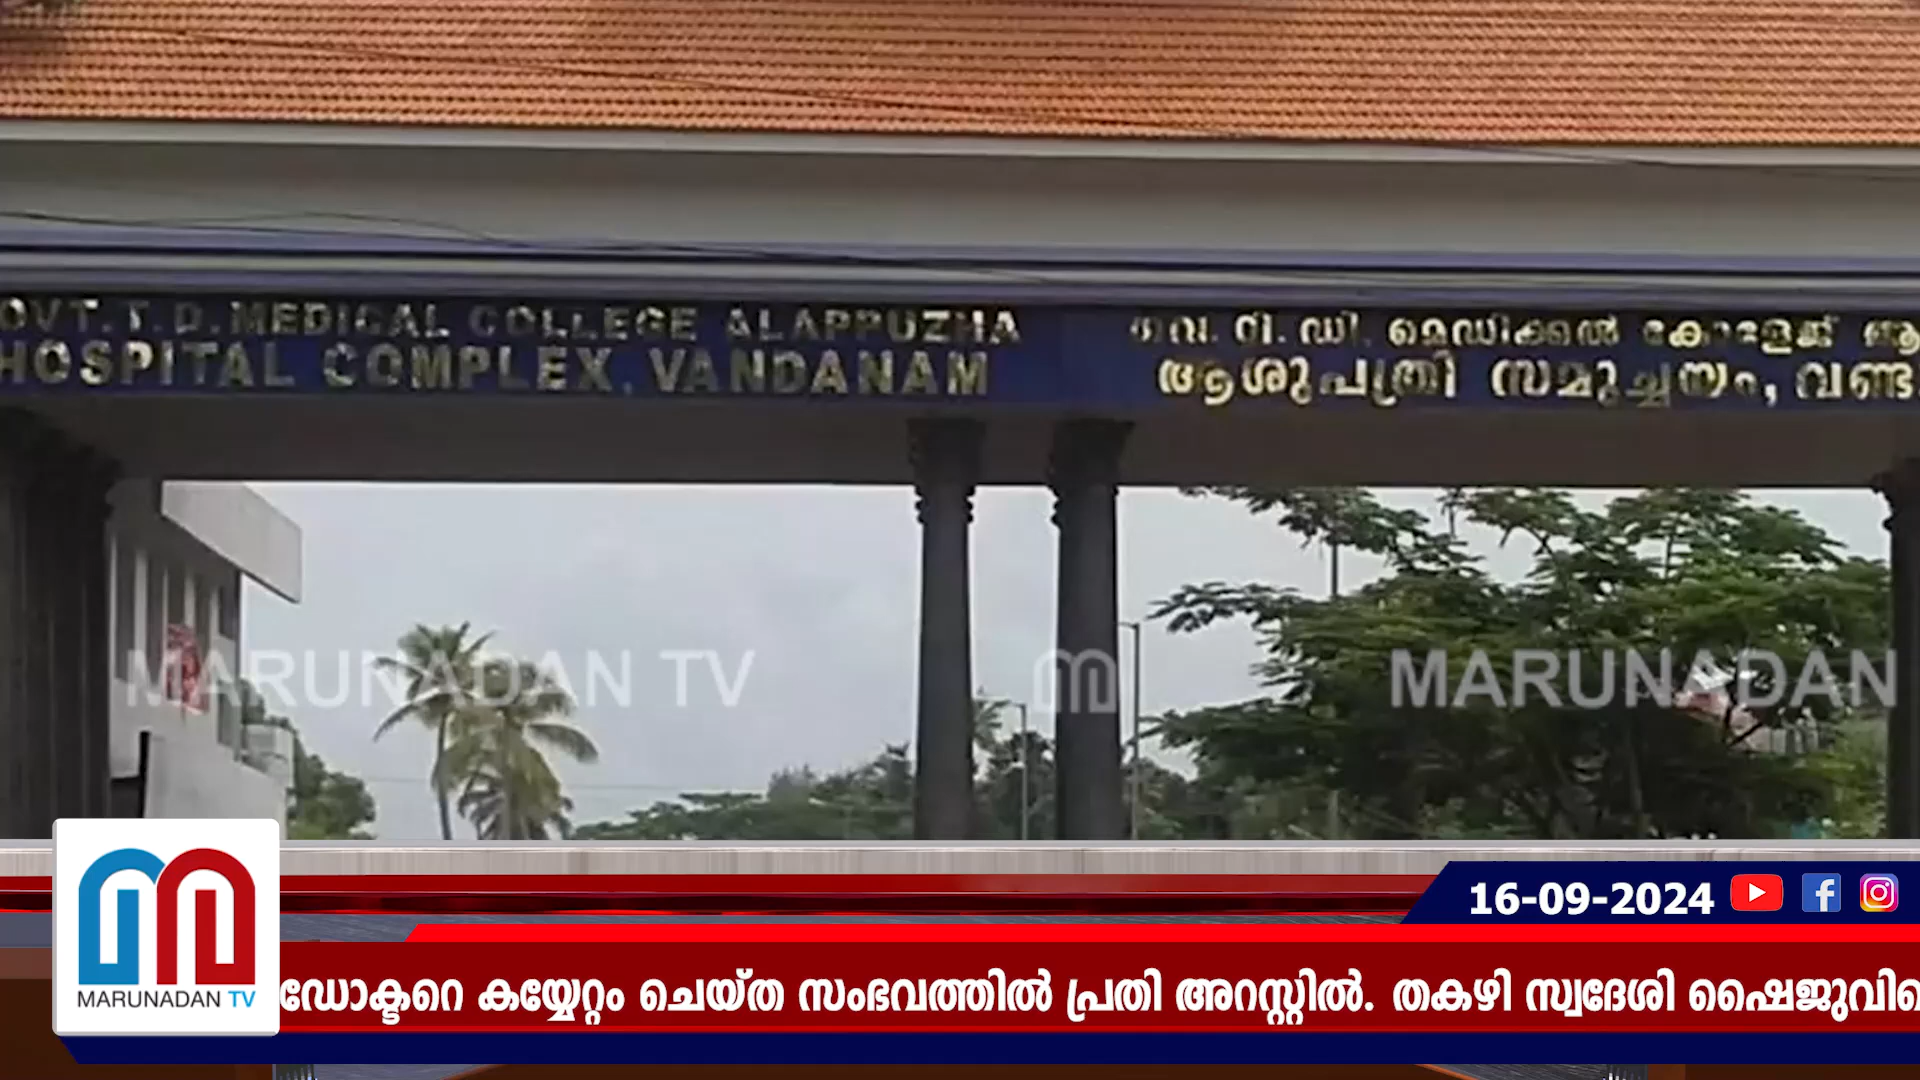 OVT. T.D. MEDICAL COLLEGE ALAPPUZHA
HOSPITAL COMPLEX, VANDANAM
ഗവ. റ്റി. ഡി. മെഡിക്കൽ കോളേജ് ആ
ആശുപത്രി സമുച്ചയം, വണ്ട
MARUNADAN TV
MARUNADAN
16-09-2024
MARUNADAN TV
ഡോക്ടറെ കയ്യേറ്റം ചെയ്ത സംഭവത്തിൽ പ്രതി അറസ്റ്റിൽ. തകഴി സ്വദേശി ഷൈജുവിനെ